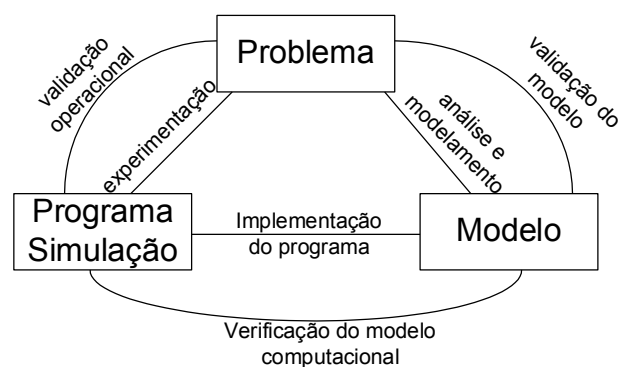 Problema
validação
operacional
experimentação
análise e
modelamento
validação do
modelo
Programa
Simulação
Implementação
do programa
Modelo
Verificação do modelo
computacional